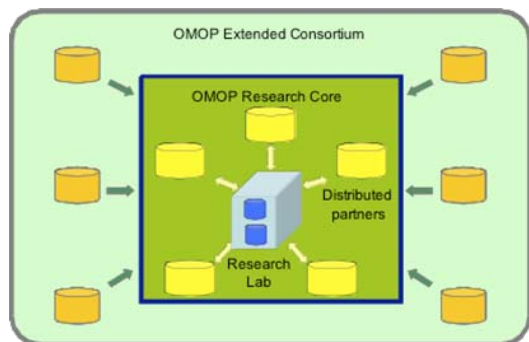 OMOP Extended Consortium
OMOP Research Core
Distributed
partners
Research
Lab